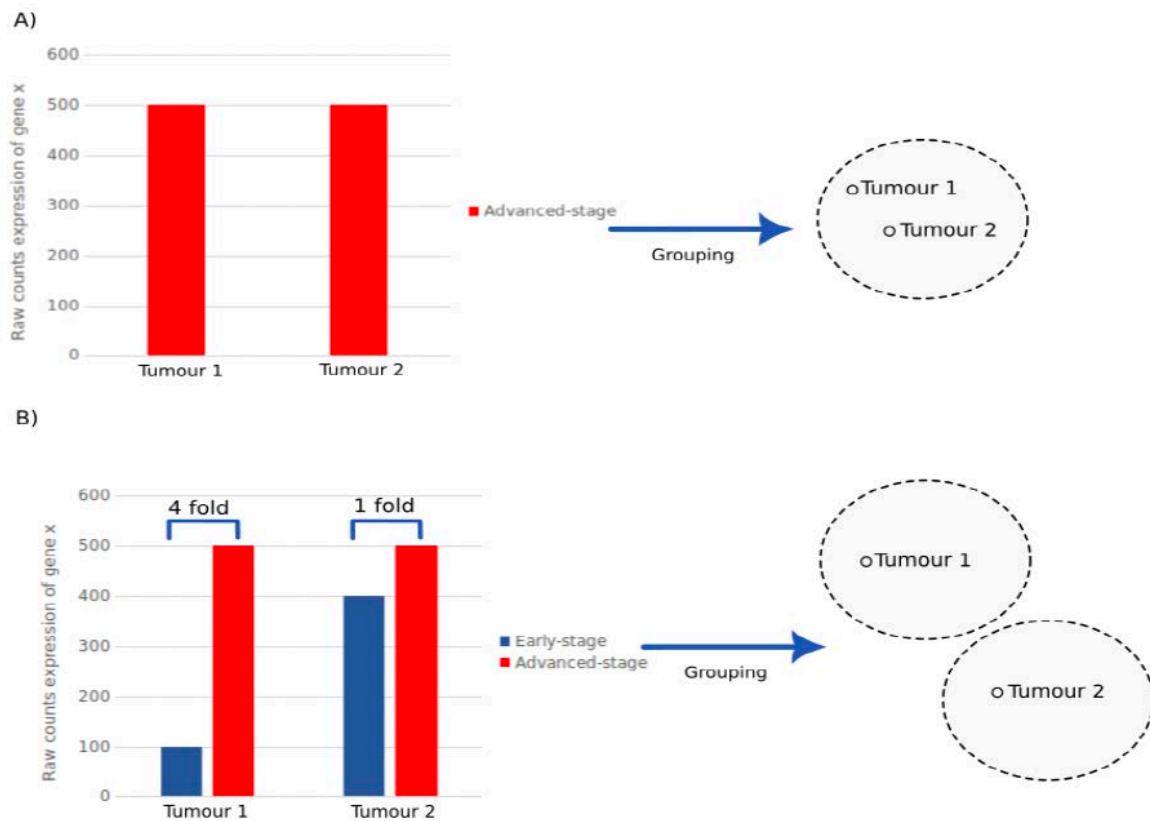 A)
Raw counts expression of gene x
600
500
400
300
200
100
0
Tumour 1
Tumour 2
Advanced-stage
Grouping
Tumour 1
Tumour 2
B)
Raw counts expression of gene x
600
500
400
300
200
100
0
4 fold
1 fold
Tumour 1
Tumour 2
Early-stage
Advanced-stage
Grouping
Tumour 1
Tumour 2